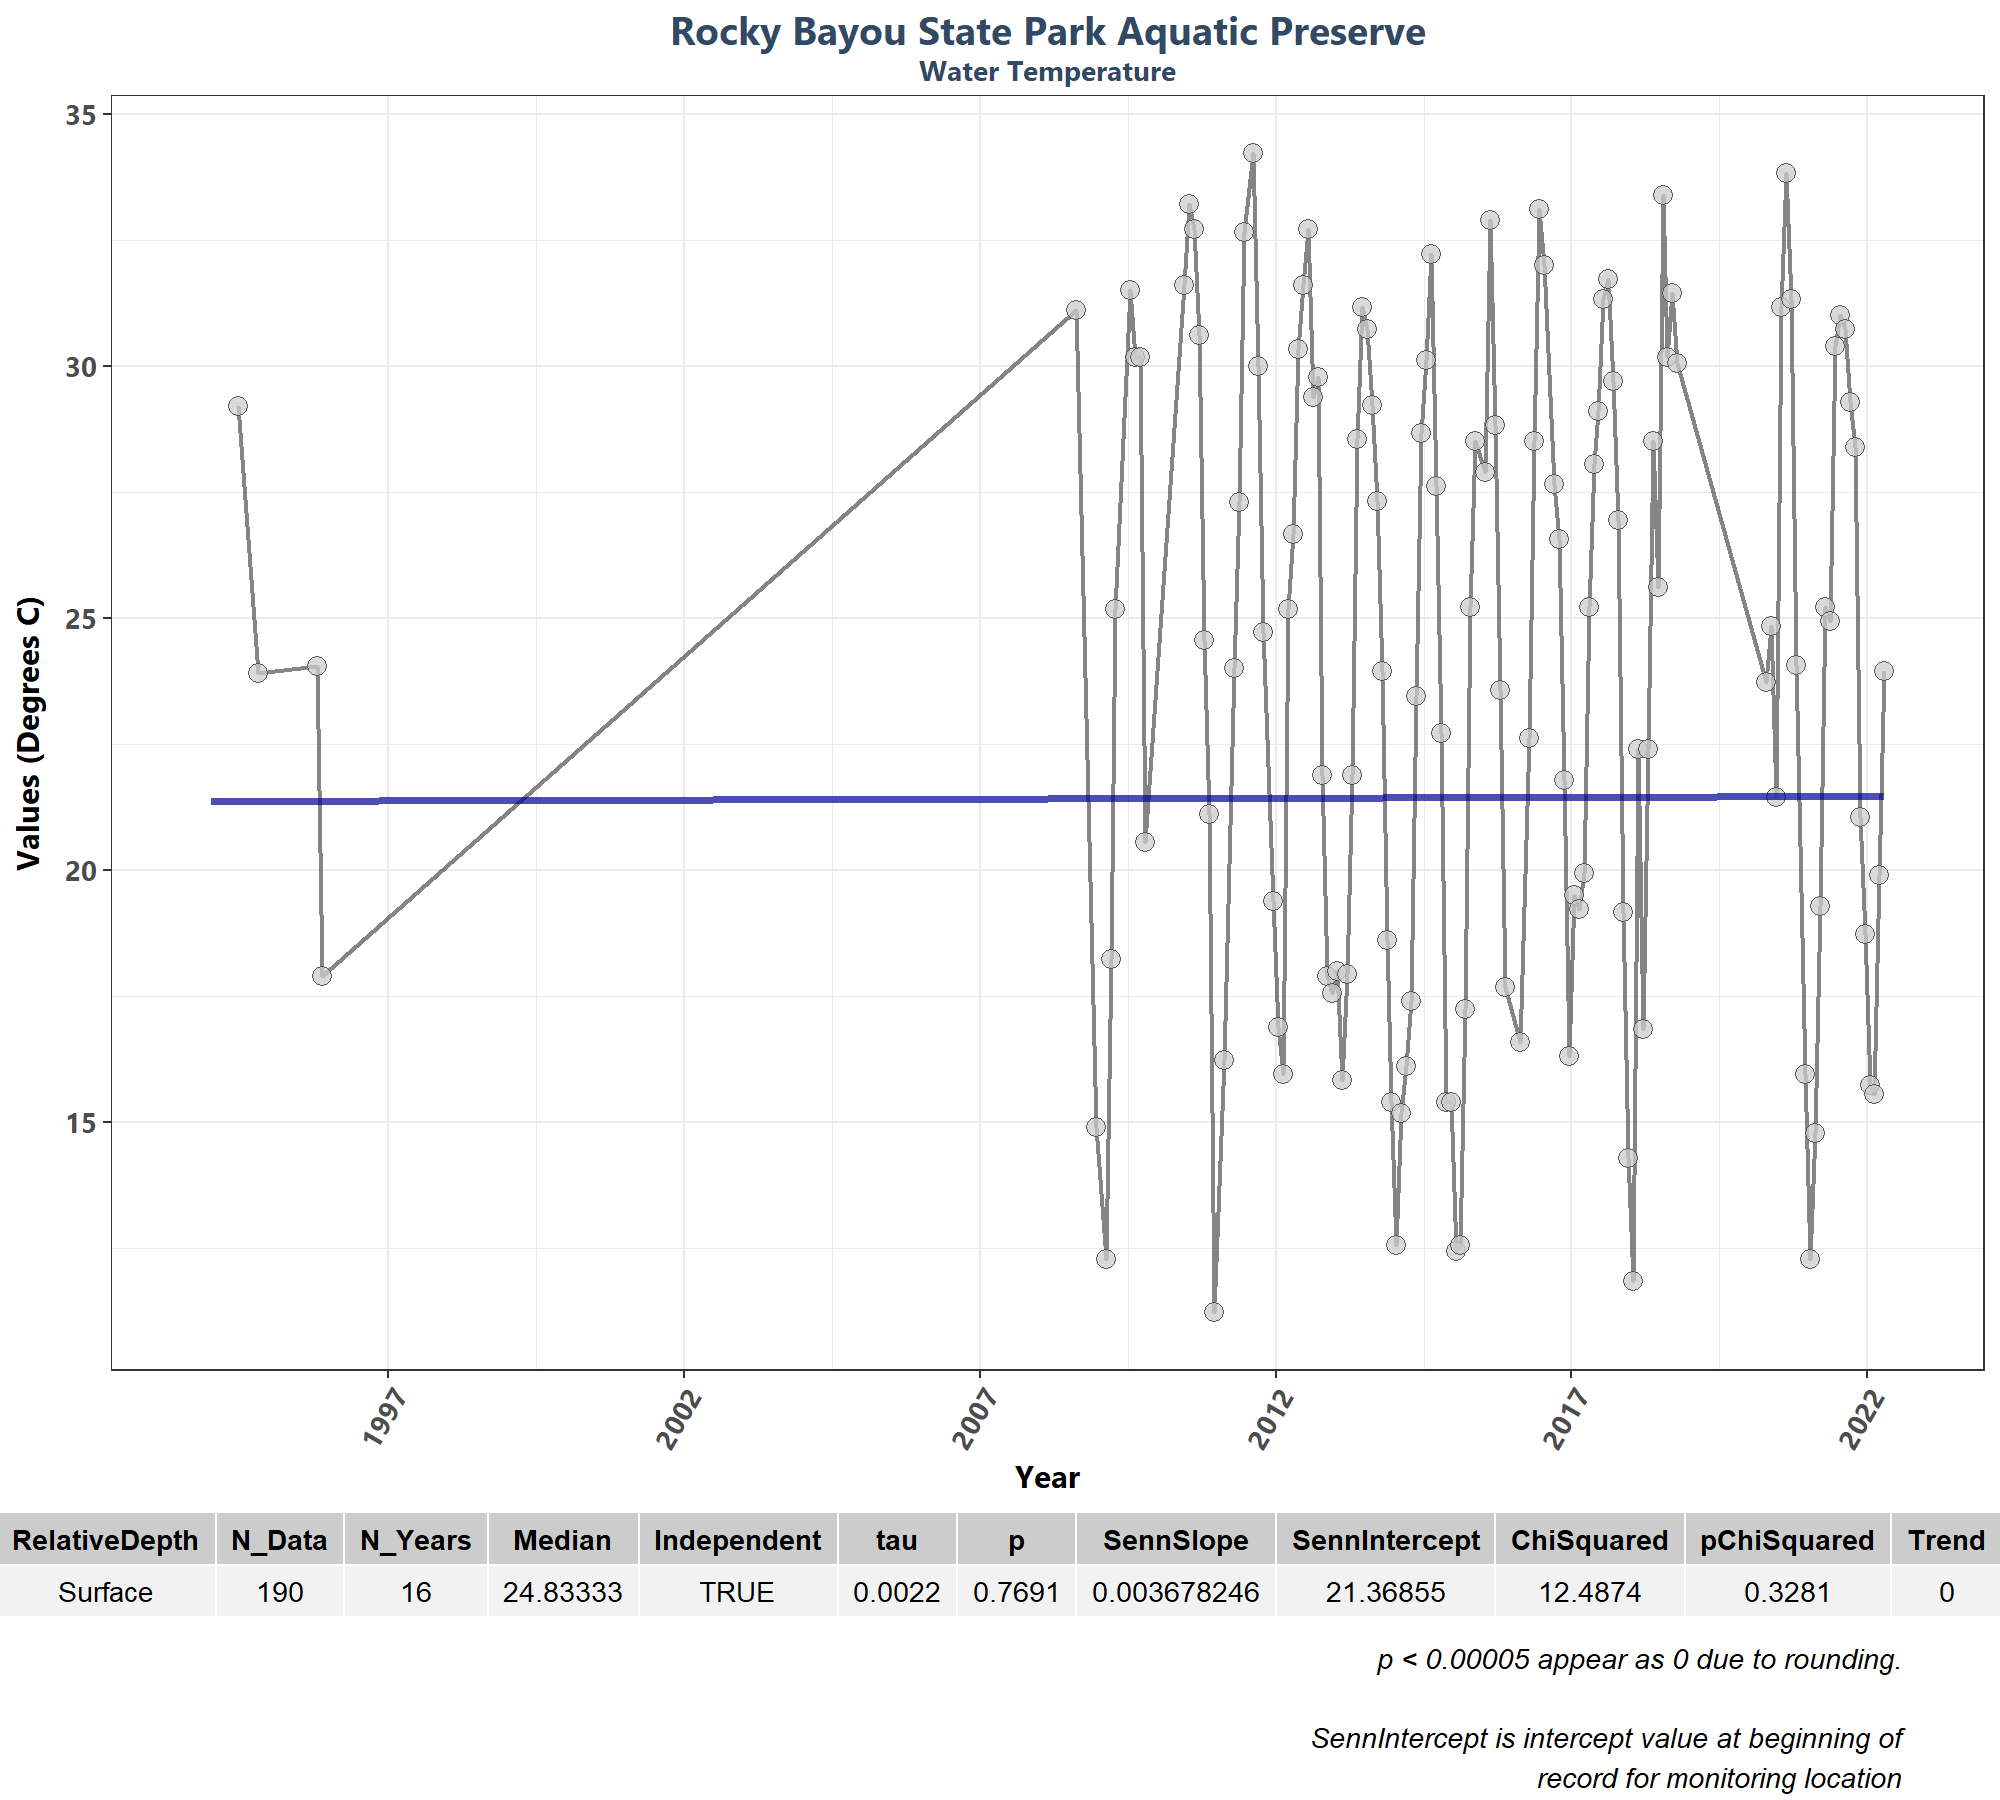 Rocky Bayou State Park Aquatic Preserve
Water Temperature
35
30
25
20
15
Values (Degrees C)
1997
2002
2007
2012
2017
2022
Year
RelativeDepth N_Data N_Years Median Independent tau p SennSlope SennIntercept ChiSquared pChiSquared Trend
Surface 190 16 24.83333 TRUE 0.0022 0.7691 0.003678246 21.36855 12.4874 0.3281 0
p < 0.00005 appear as 0 due to rounding.
SennIntercept is intercept value at beginning of
record for monitoring location